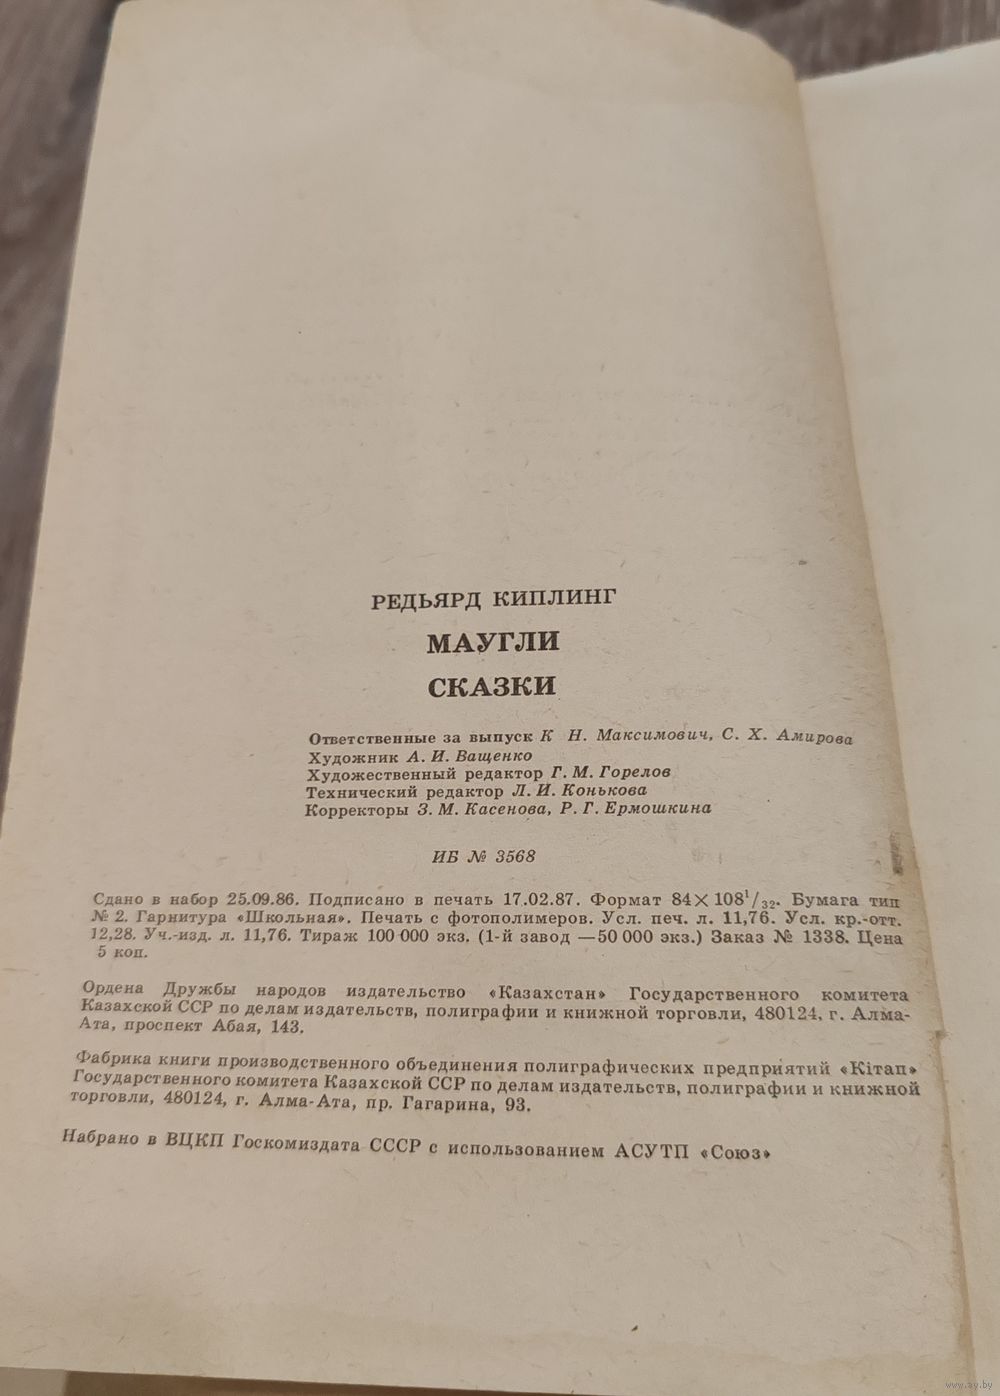 РЕДЬЯРД КИПЛИНГ
МАУГЛИ
СКАЗКИ
Ответственные за выпуск К Н. Максимович, С. Х. Амирова
Художник А. И. Ващенко
Художественный редактор Г. М. Горелов
Технический редактор Л. И. Конькова
Корректоры З. М. Касенова, Р. Г. Ермошкина
ИБ № 3568
Сдано в набор 25.09.86. Подписано в печать 17.02.87. Формат 84×108¹/₃₂. Бумага тип
№ 2. Гарнитура «Школьная». Печать с фотополимеров. Усл. печ. л. 11,76. Усл. кр.-отт.
12,28. Уч.-изд. л. 11,76. Тираж 100 000 экз. (1-й завод —50 000 экз.) Заказ № 1338. Цена
5 коп.
Ордена Дружбы народов издательство «Казахстан» Государственного комитета
Казахской ССР по делам издательств, полиграфии и книжной торговли, 480124, г. Алма-
Ата, проспект Абая, 143.
Фабрика книги производственного объединения полиграфических предприятий «Кітап»
Государственного комитета Казахской ССР по делам издательств, полиграфии и книжной
торговли, 480124, г. Алма-Ата, пр. Гагарина, 93.
Набрано в ВЦКП Госкомиздата СССР с использованием АСУТП «Союз»
www.ay.by